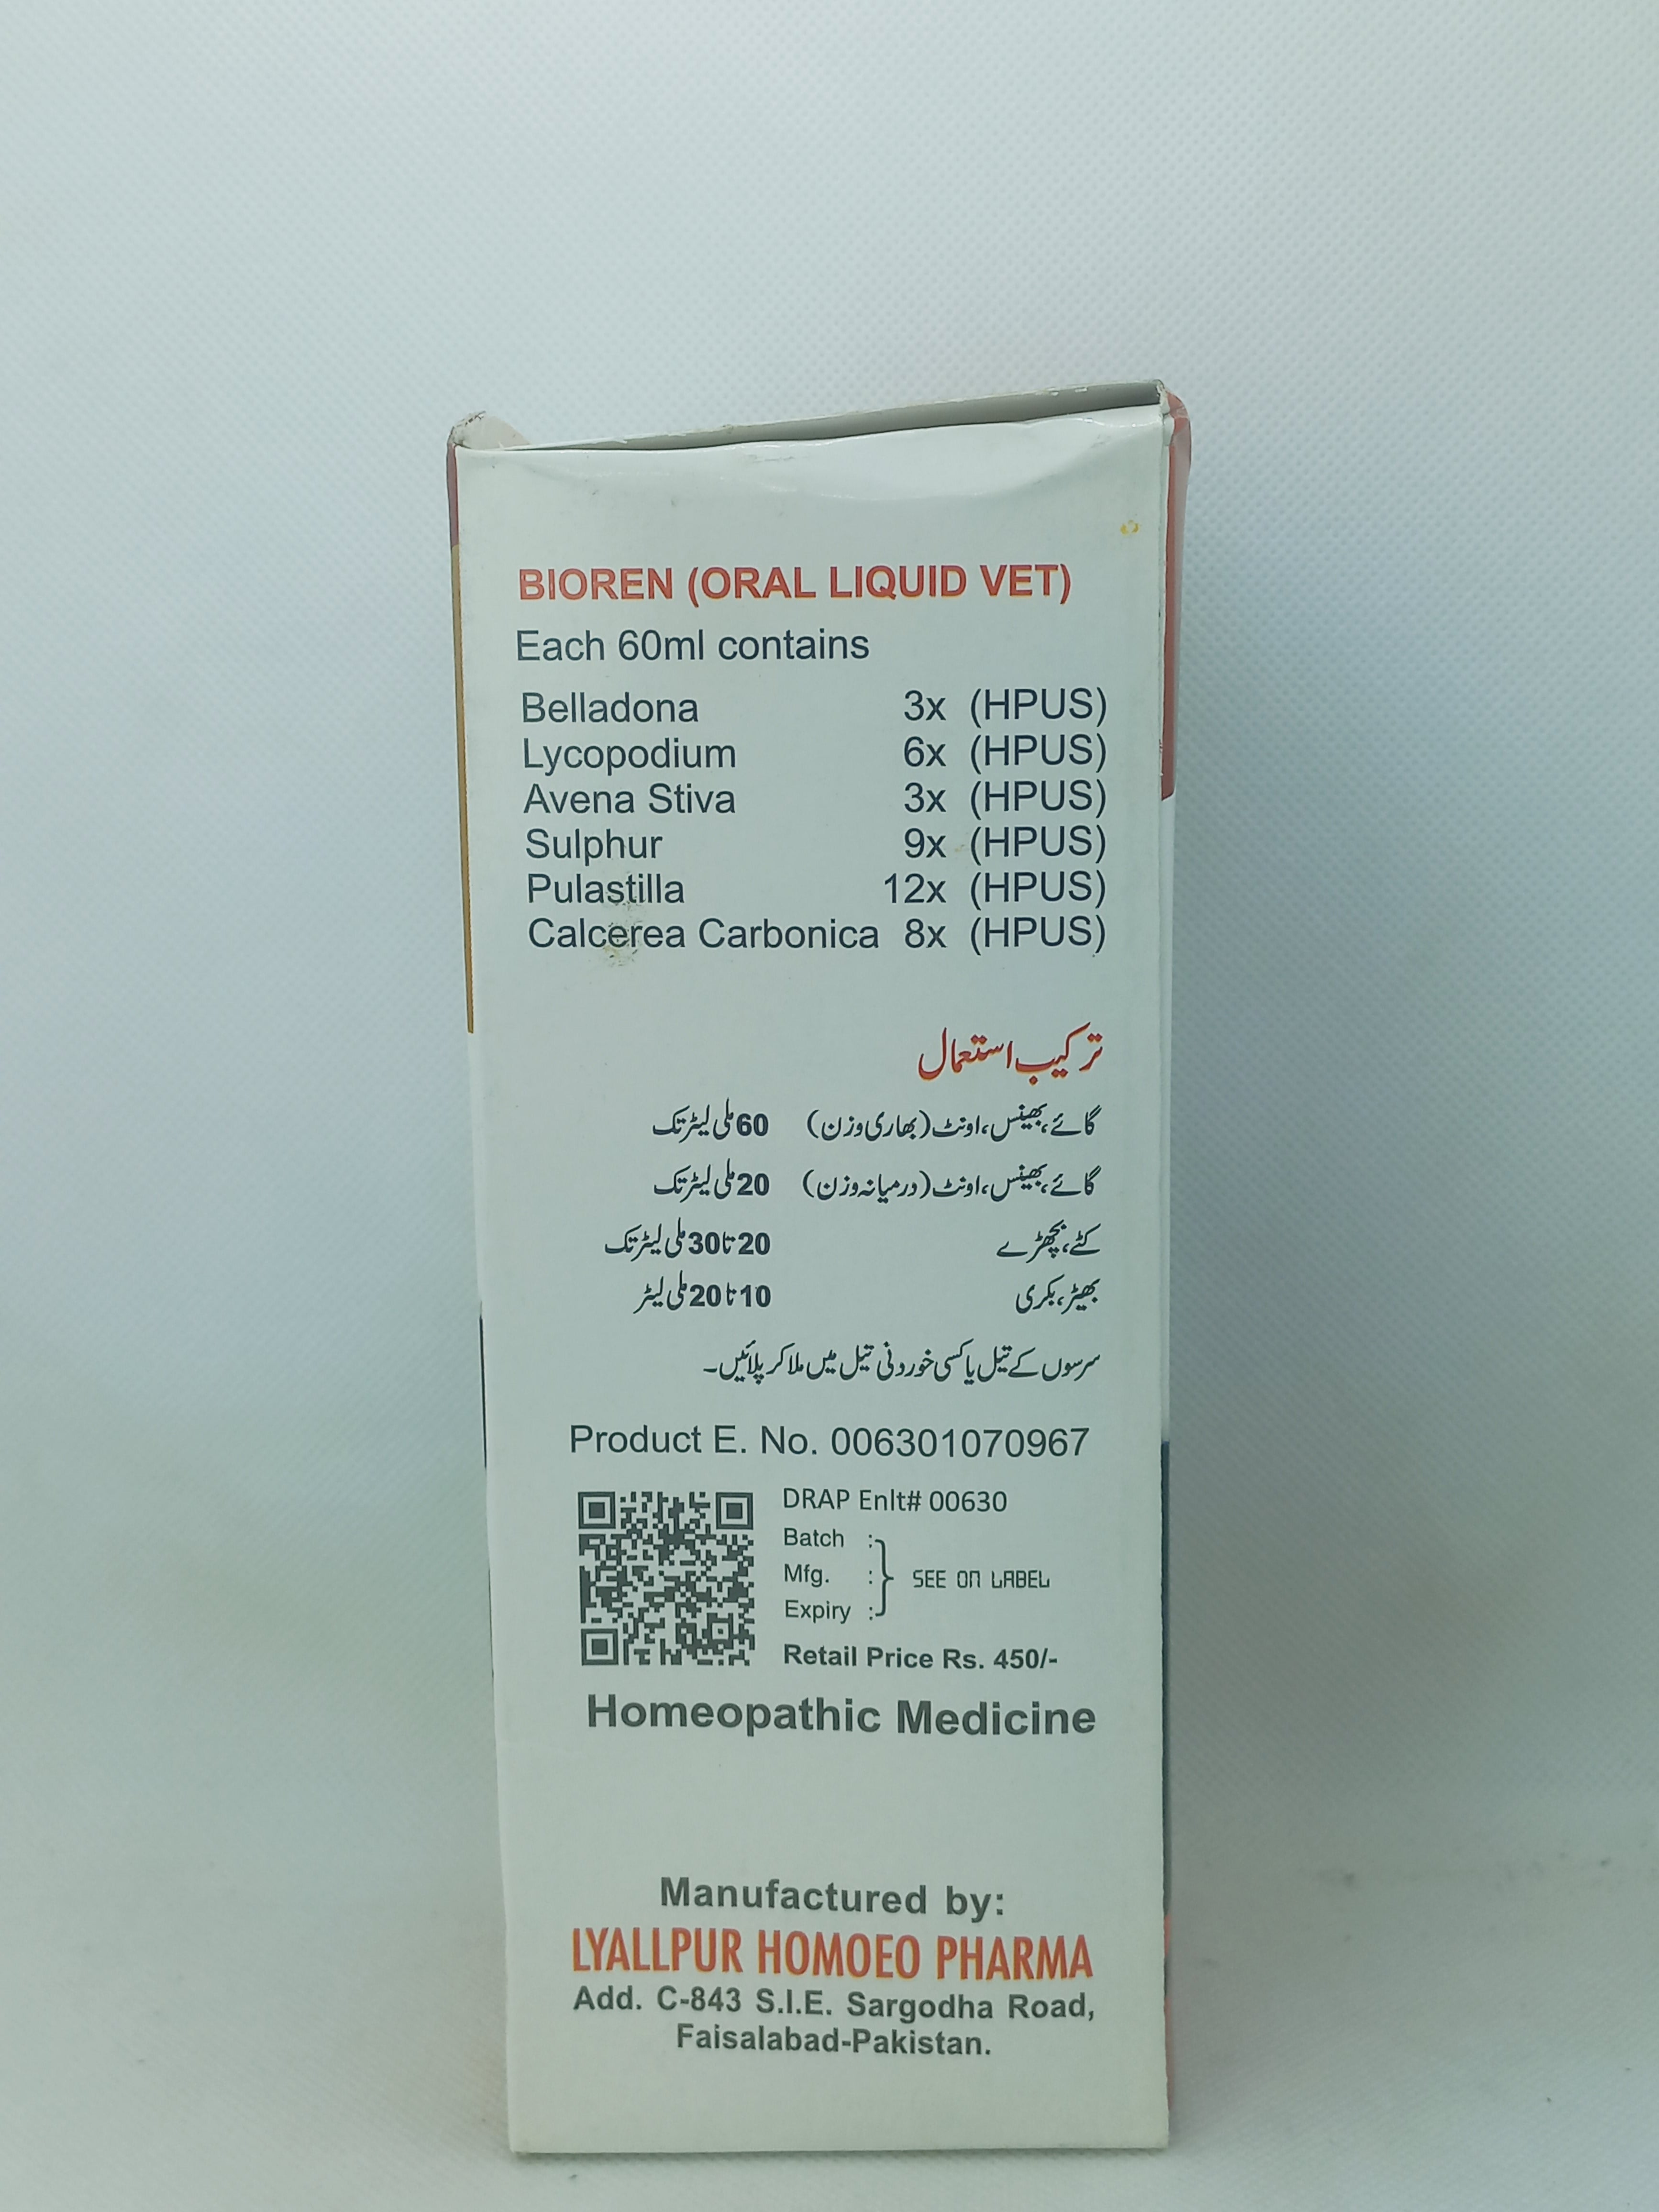 BIOREN (ORAL LIQUID VET)
Each 60ml contains
Belladona 3x (HPUS)
Lycopodium 6x (HPUS)
Avena Stiva 3x (HPUS)
Sulphur 9x (HPUS)
Pulastilla 12x (HPUS)
Calcerea Carbonica 8x (HPUS)
ترکیب استعمال
گائے، بھینس، اونٹ (بھاری وزن) 60 ملی لیٹر تک
گائے، بھینس، اونٹ (درمیانہ وزن) 20 ملی لیٹر تک
کٹے، بچھڑے 20 تا 30 ملی لیٹر تک
بھیڑ، بکری 10 تا 20 ملی لیٹر
سرسوں کے تیل یا کسی خوردنی تیل میں ملا کر پلائیں۔
Product E. No. 006301070967
DRAP Enlt# 00630
Batch :
Mfg. : SEE ON LABEL
Expiry :
Retail Price Rs. 450/-
Homeopathic Medicine
Manufactured by:
LYALLPUR HOMOEO PHARMA
Add. C-843 S.I.E. Sargodha Road,
Faisalabad-Pakistan.